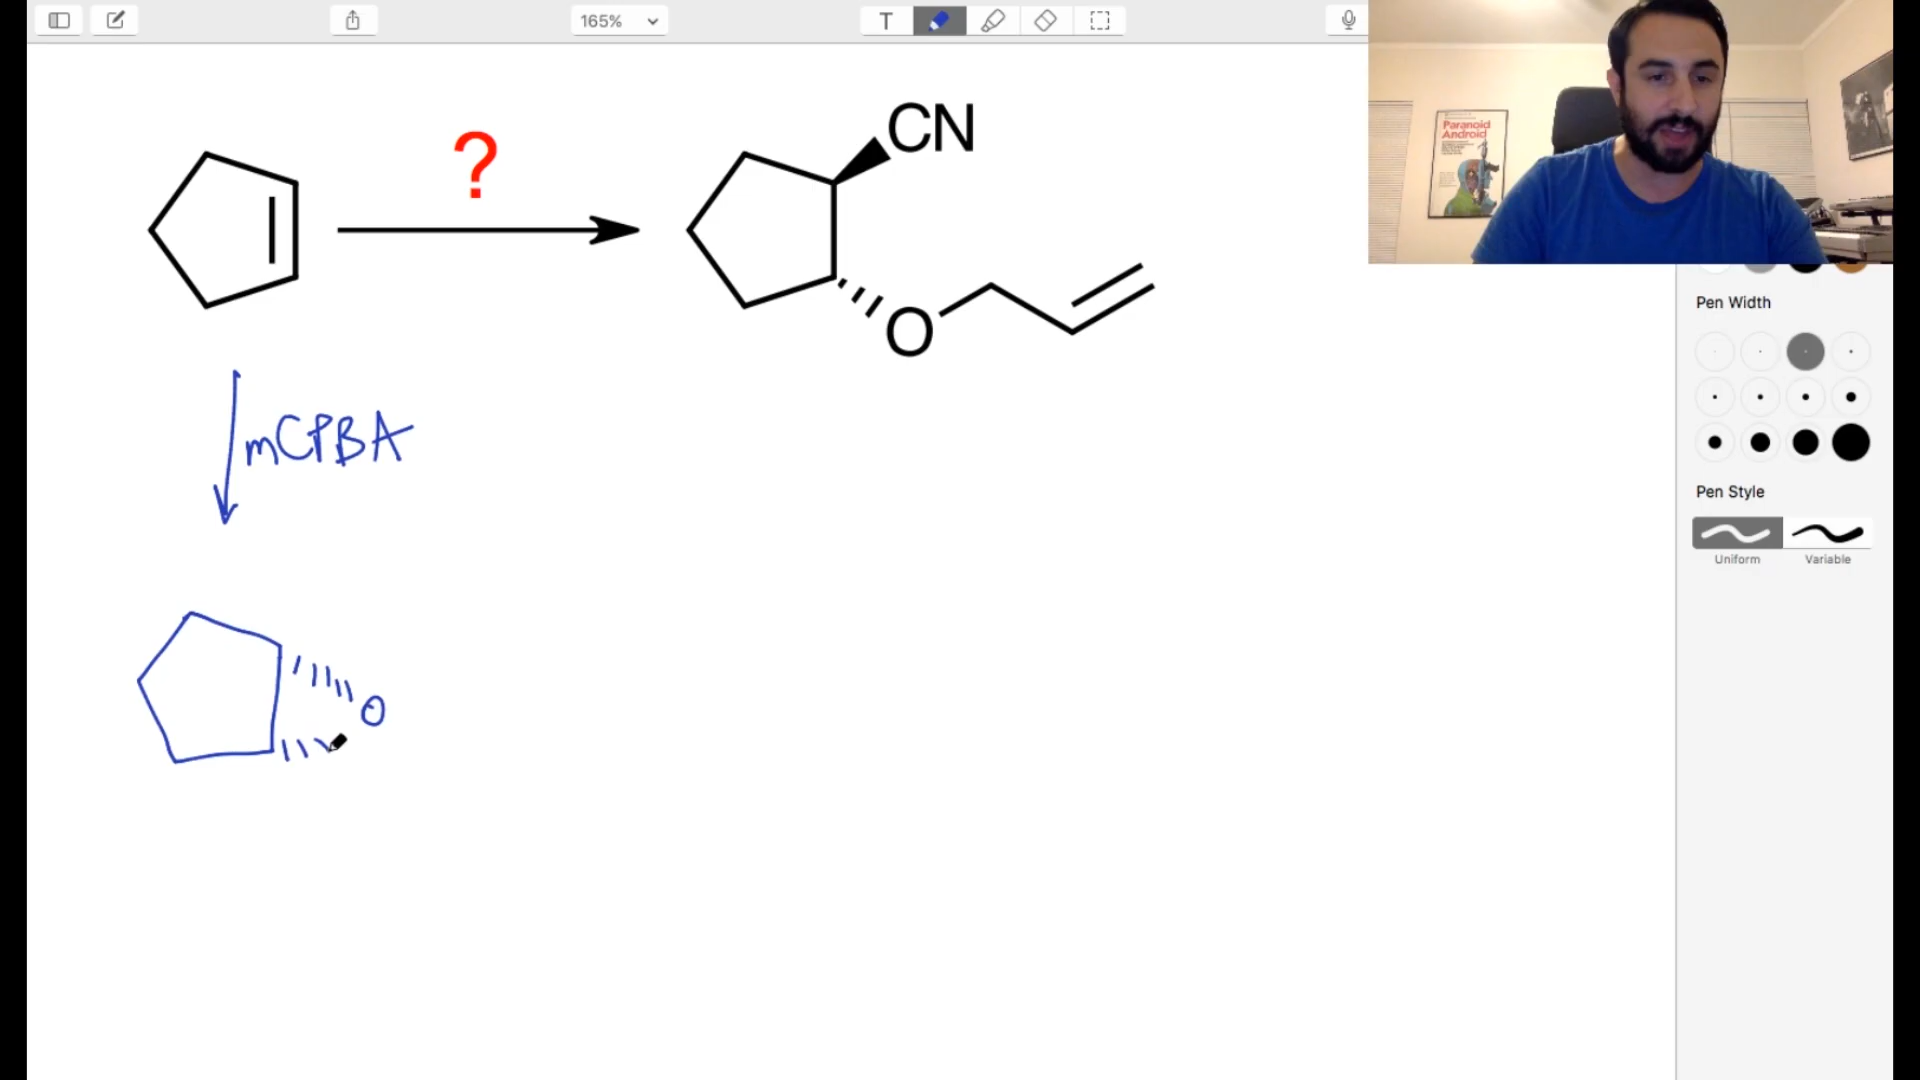 165%
T
Paranoid
Android
?
CN
O
Pen Width
mCPBA
Pen Style
Uniform
Variable
O